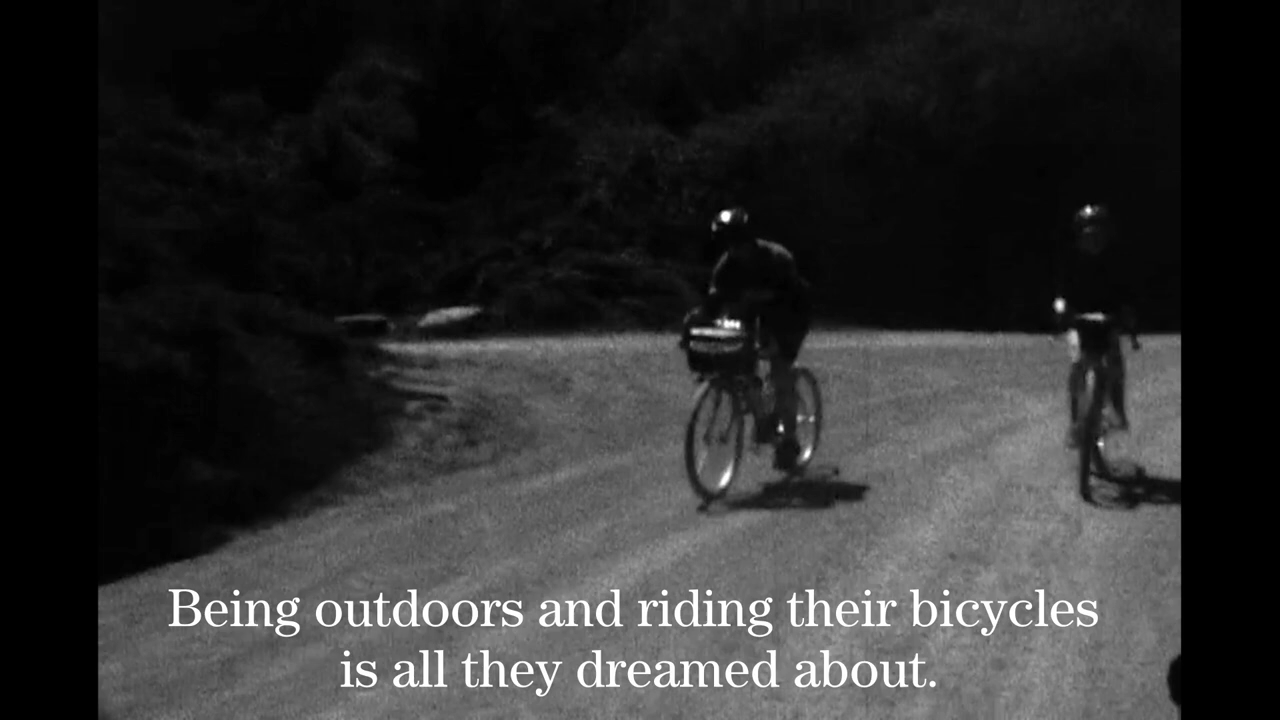 Being outdoors and riding their bicycles
is all they dreamed about.